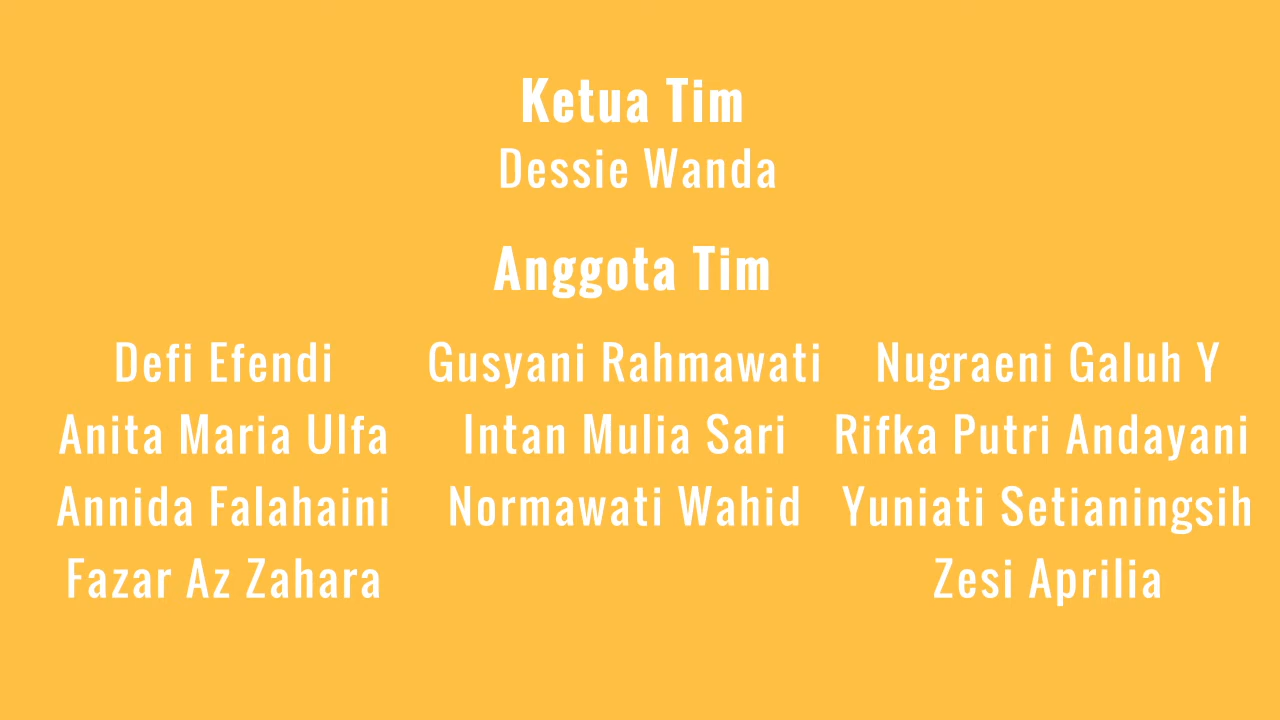 Ketua Tim
Dessie Wanda
Anggota Tim
Defi Efendi
Anita Maria Ulfa
Annida Falahaini
Fazar Az Zahara
Gusyani Rahmawati
Intan Mulia Sari
Normawati Wahid
Nugraeni Galuh Y
Rifka Putri Andayani
Yuniati Setianingsih
Zesi Aprilia